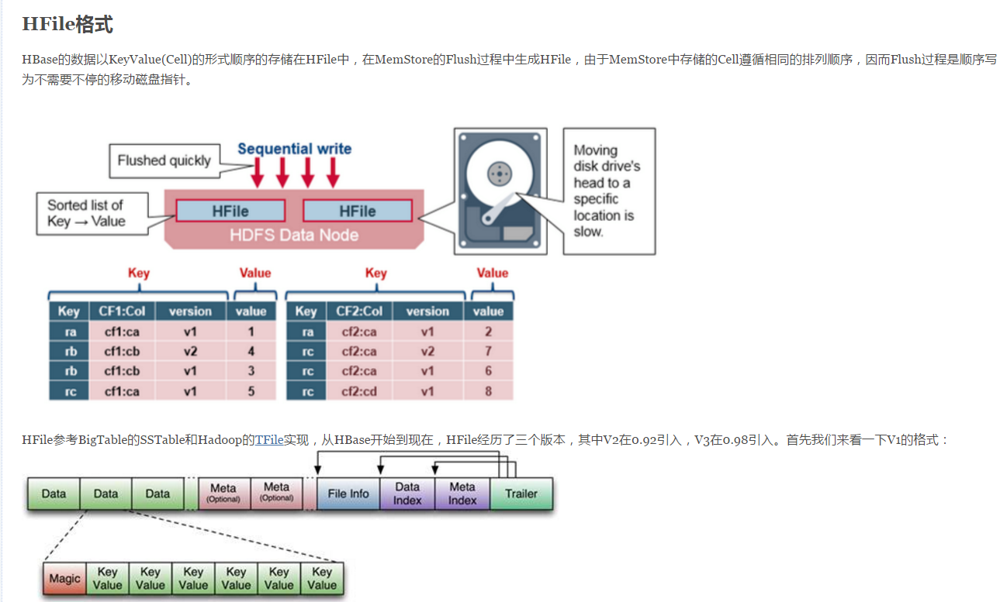 HFile格式
HBase的数据以KeyValue(Cell)的形式顺序的存储在HFile中，在MemStore的Flush过程中生成HFile，由于MemStore中存储的Cell遵循相同的排列顺序，因而Flush过程是顺序写
为不需要不停的移动磁盘指针。
Flushed quickly
Sequential write
Sorted list of
Key → Value
HFile
HFile
HDFS Data Node
Moving
disk drive's
head to a
specific
location is
slow.
Key Value Key Value
Key CF1:Col version value Key CF2:Col version value
ra cf1:ca v1 1 ra cf2:ca v1 2
rb cf1:cb v2 4 rc cf2:ca v2 7
rb cf1:cb v1 3 rc cf2:ca v1 6
rc cf1:ca v1 5 rc cf2:cd v1 8
HFile参考BigTable的SSTable和Hadoop的TFile实现，从HBase开始到现在，HFile经历了三个版本，其中V2在0.92引入，V3在0.98引入。首先我们来看一下V1的格式：
Data
Data
Data
Meta
(Optional)
Meta
(Optional)
File Info
Data
Index
Meta
Index
Trailer
Magic
Key
Value
Key
Value
Key
Value
Key
Value
Key
Value
Key
Value